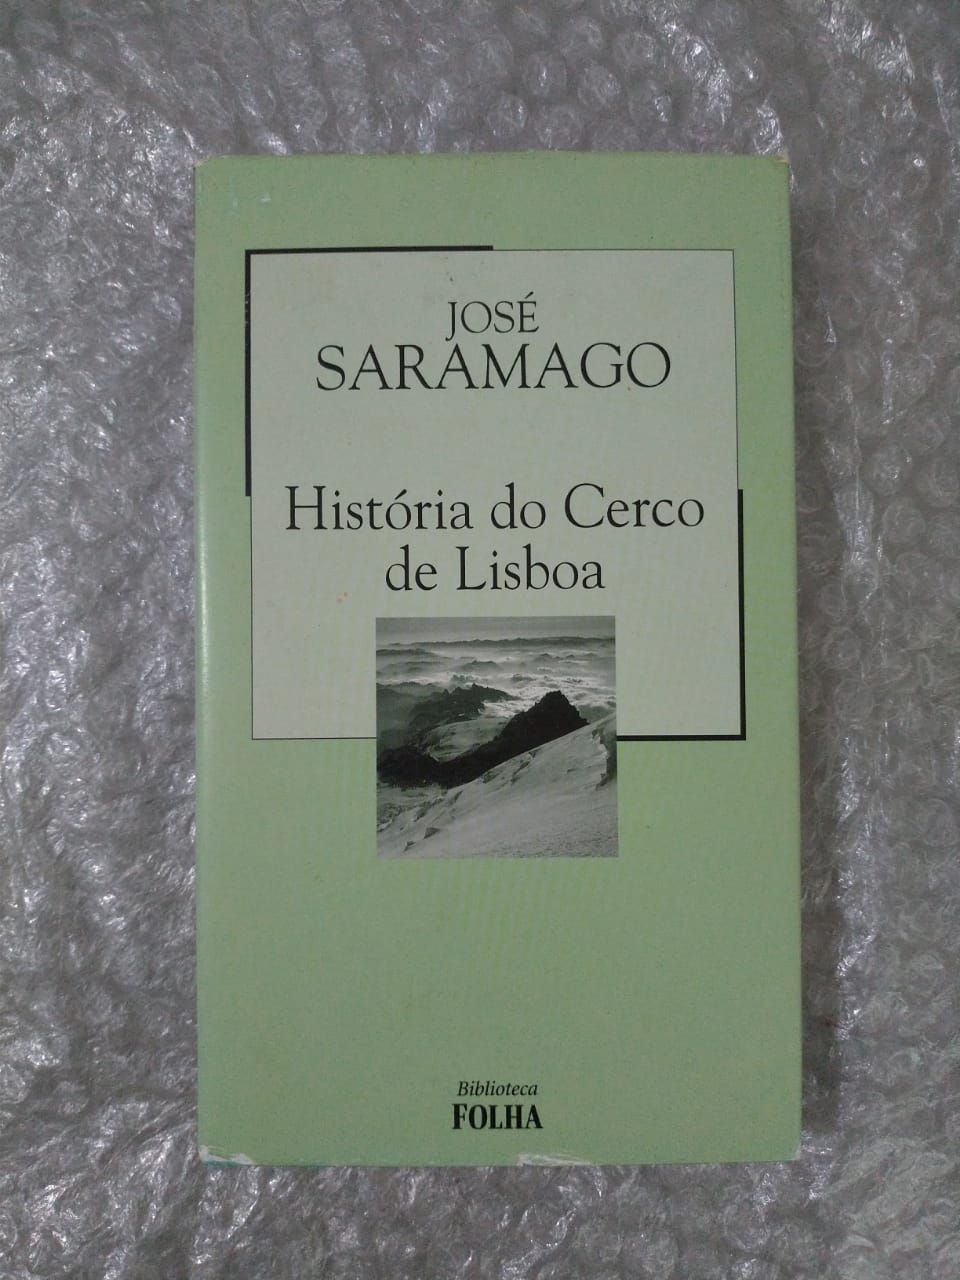 JOSÉ
SARAMAGO
História do Cerco
de Lisboa
Biblioteca
FOLHA